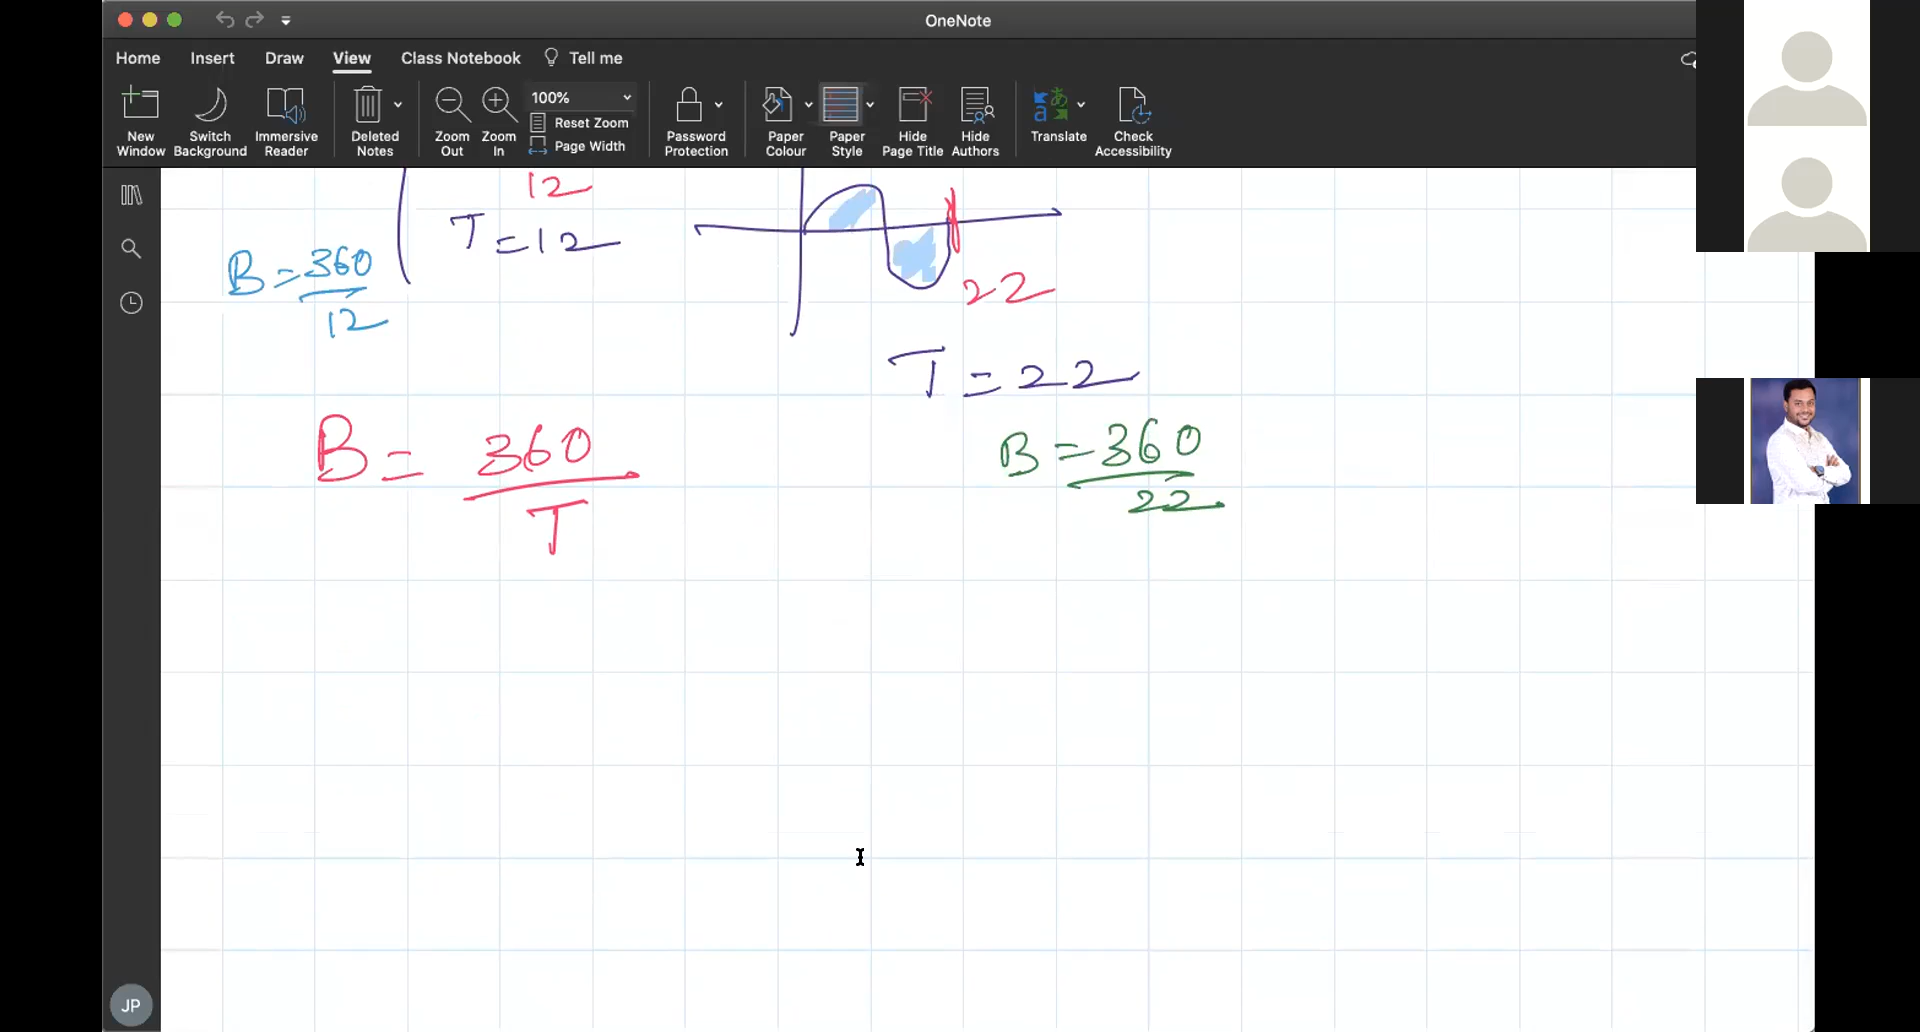 OneNote
Home Insert Draw View Class Notebook Tell me
100%
Reset Zoom
Page Width
New Window
Switch Background
Immersive Reader
Deleted Notes
Zoom Out
Zoom In
Password Protection
Paper Colour
Paper Style
Hide Page Title
Hide Authors
Translate
Check Accessibility
12
T = 12
B = 360
12
22
T = 22
B = 360
T
B = 360
22
JP